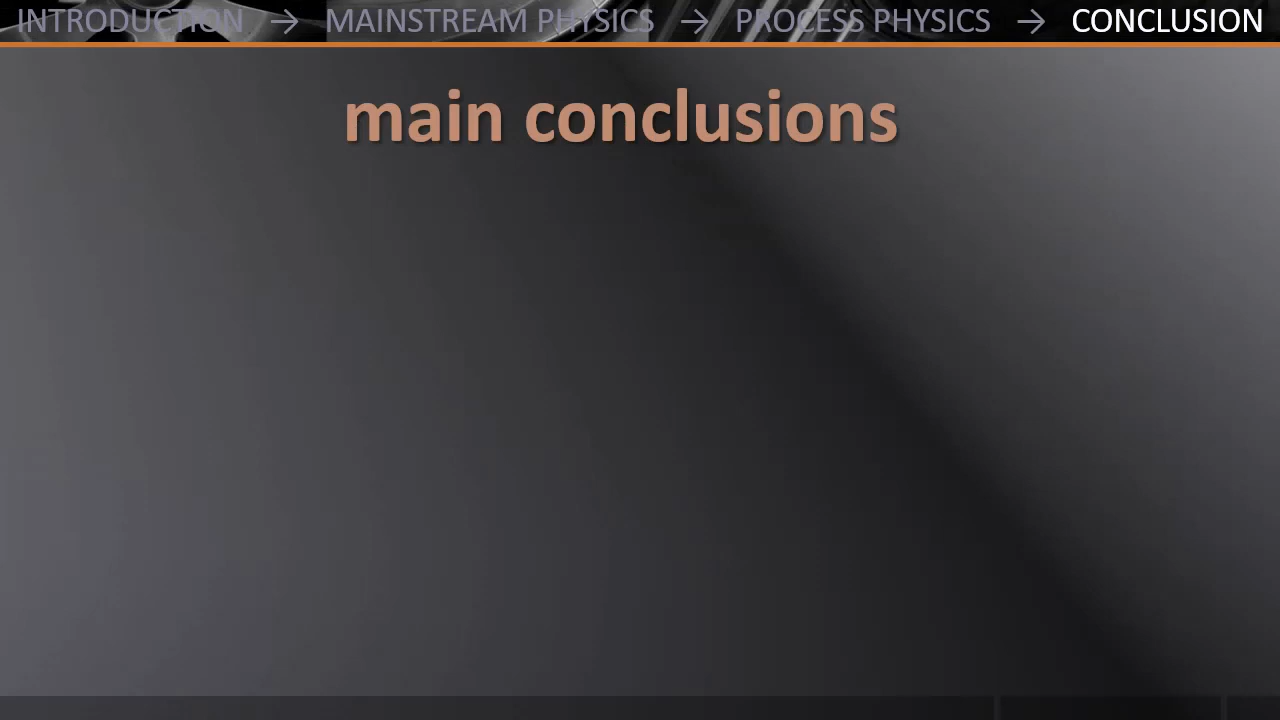 INTRODUCTION → MAINSTREAM PHYSICS → PROCESS PHYSICS → CONCLUSION
main conclusions